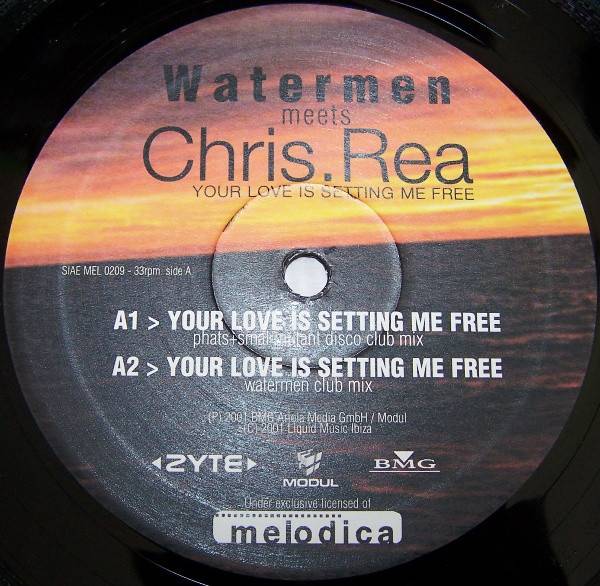 Watermen
meets
Chris.Rea
YOUR LOVE IS SETTING ME FREE
SIAE MEL 0209 - 33rpm side A
A1 > YOUR LOVE IS SETTING ME FREE
phats+small mutant disco club mix
A2 > YOUR LOVE IS SETTING ME FREE
watermen club mix
(P) 2001 BMG Ariola Media GmbH / Modul
(C) 2001 Liquid Music Ibiza
ZYTE
MODUL
BMG
Under exclusive licensed of
melodica